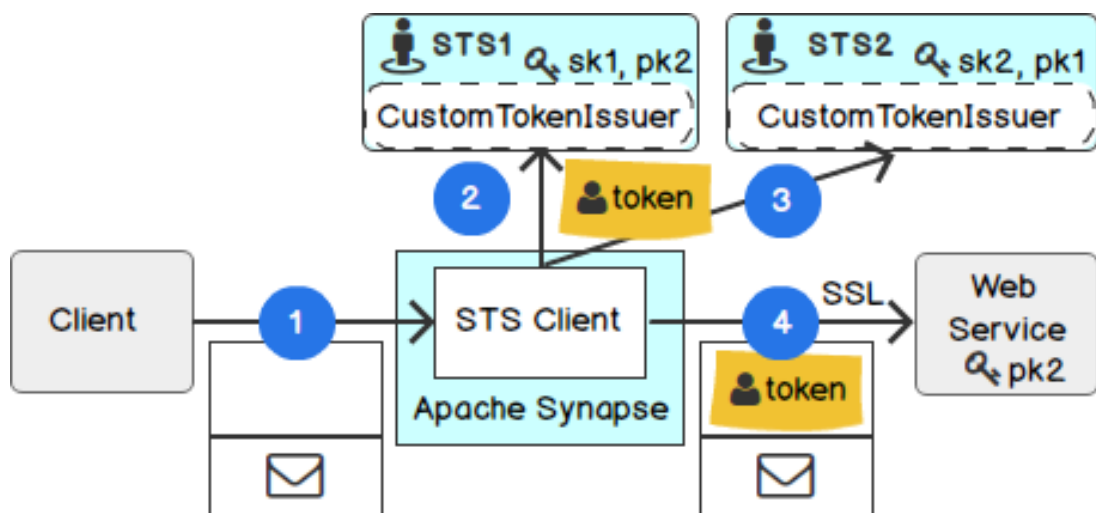 STS1
sk1, pk2
CustomTokenIssuer
STS2
sk2, pk1
CustomTokenIssuer
2
token
3
Client
1
STS Client
Apache Synapse
4
SSL
Web
Service
pk2
token